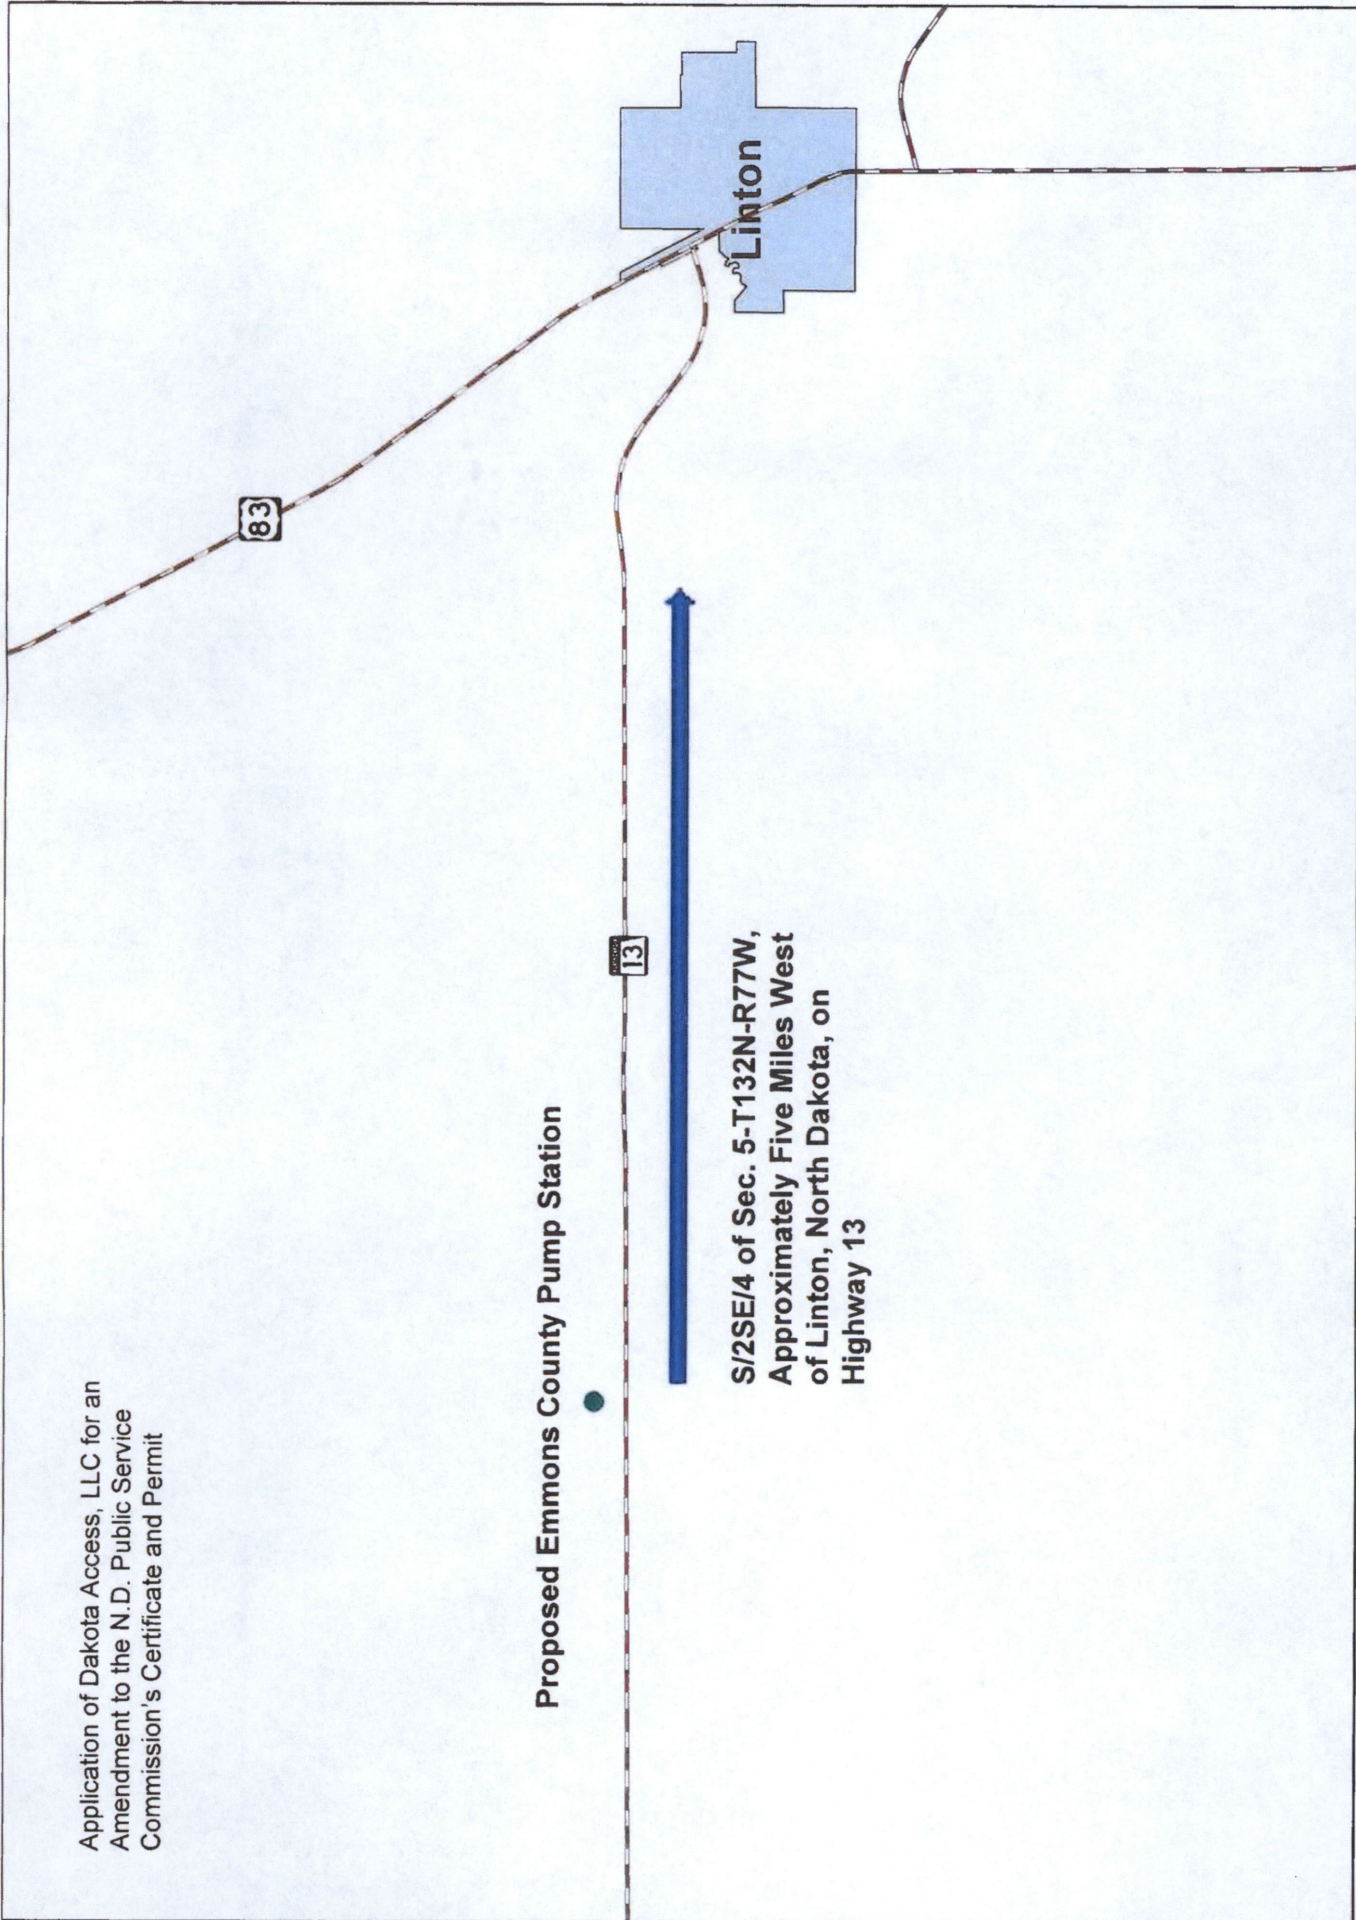 Application of Dakota Access, LLC for an
Amendment to the N.D. Public Service
Commission's Certificate and Permit
83
Proposed Emmons County Pump Station
13
Linton
S/2SE/4 of Sec. 5-T132N-R77W,
Approximately Five Miles West
of Linton, North Dakota, on
Highway 13